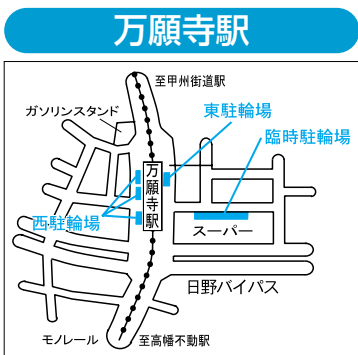 万願寺駅
至甲州街道駅
ガソリンスタンド
東駐輪場
臨時駐輪場
万願寺駅
西駐輪場
スーパー
日野バイパス
モノレール
至高幡不動駅